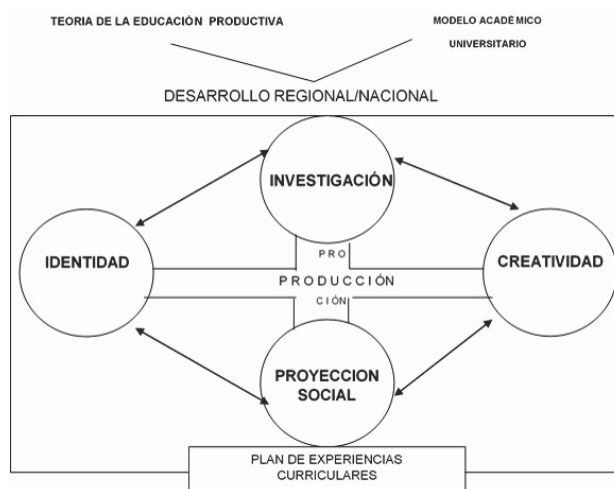 TEORIA DE LA EDUCACIÓN PRODUCTIVA
MODELO ACADÉMICO
UNIVERSITARIO
DESARROLLO REGIONAL/NACIONAL
INVESTIGACIÓN
IDENTIDAD
CREATIVIDAD
PRO
PRODUCCIÓN
CIÓN
PROYECCION
SOCIAL
PLAN DE EXPERIENCIAS
CURRICULARES